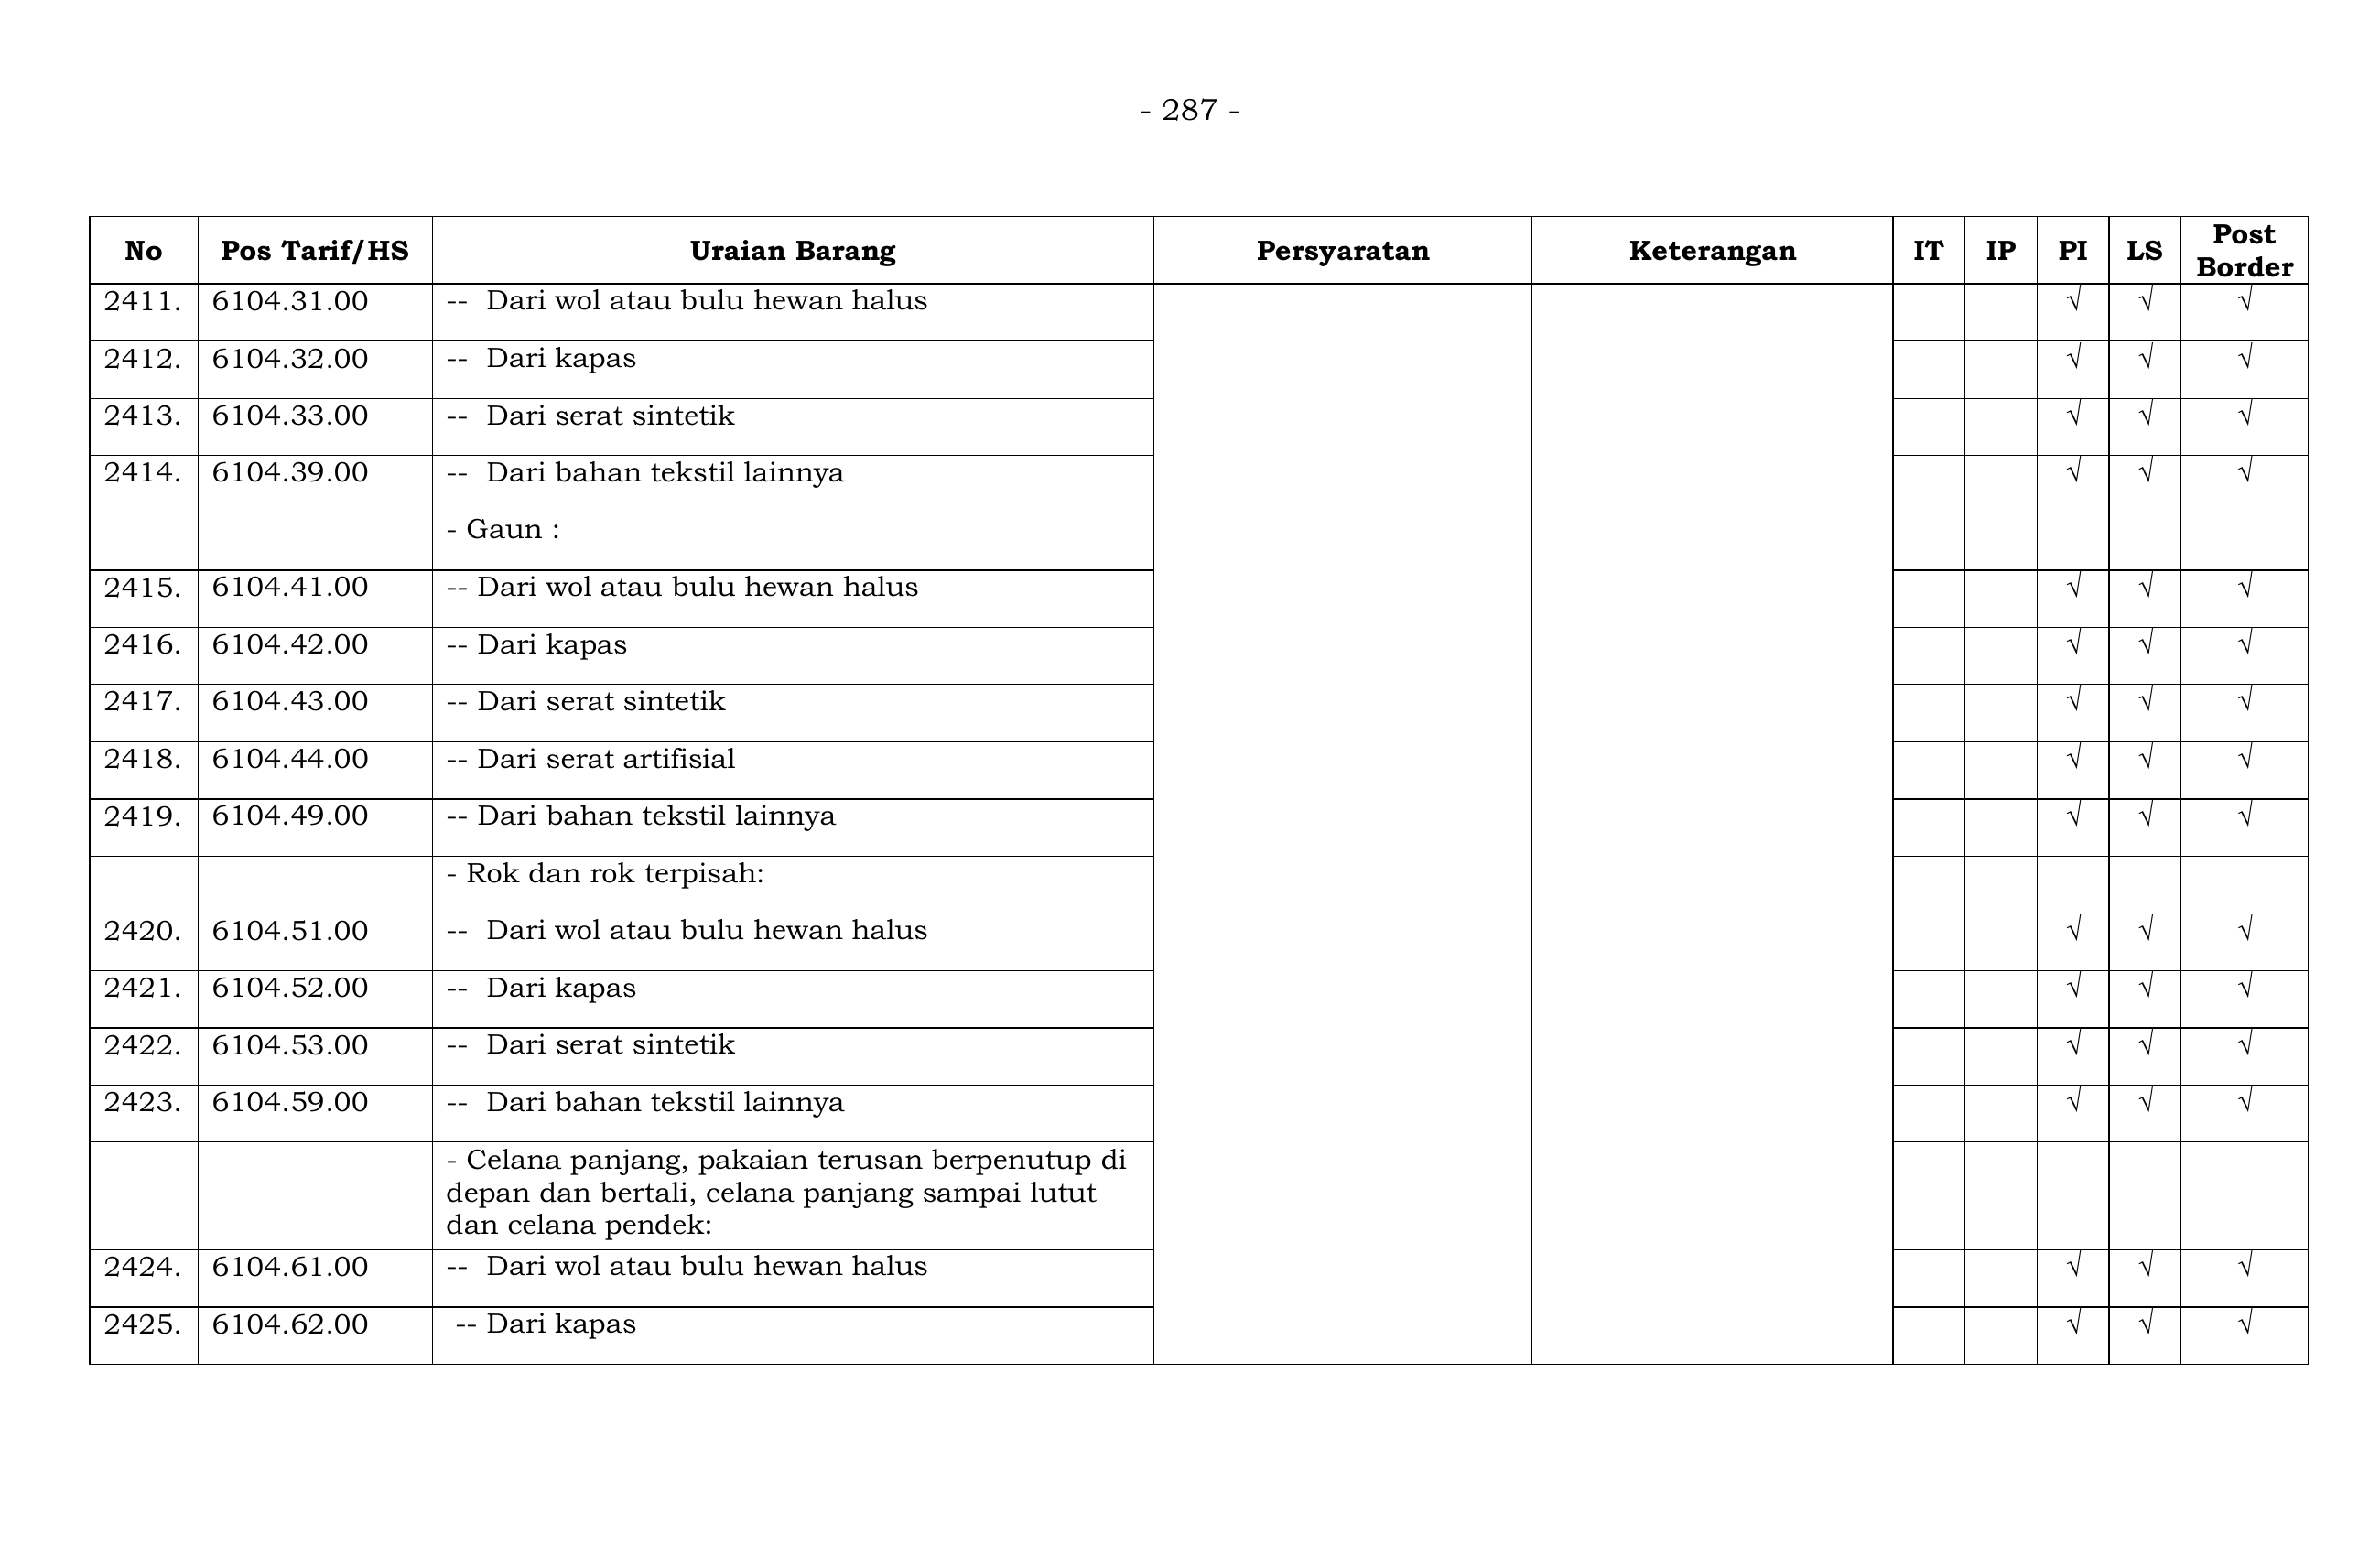 - 287 -
No Pos Tarif/HS Uraian Barang Persyaratan Keterangan IT IP PI LS Post Border
2411. 6104.31.00 -- Dari wol atau bulu hewan halus √ √ √
2412. 6104.32.00 -- Dari kapas √ √ √
2413. 6104.33.00 -- Dari serat sintetik √ √ √
2414. 6104.39.00 -- Dari bahan tekstil lainnya √ √ √
- Gaun :
2415. 6104.41.00 -- Dari wol atau bulu hewan halus √ √ √
2416. 6104.42.00 -- Dari kapas √ √ √
2417. 6104.43.00 -- Dari serat sintetik √ √ √
2418. 6104.44.00 -- Dari serat artifisial √ √ √
2419. 6104.49.00 -- Dari bahan tekstil lainnya √ √ √
- Rok dan rok terpisah:
2420. 6104.51.00 -- Dari wol atau bulu hewan halus √ √ √
2421. 6104.52.00 -- Dari kapas √ √ √
2422. 6104.53.00 -- Dari serat sintetik √ √ √
2423. 6104.59.00 -- Dari bahan tekstil lainnya √ √ √
- Celana panjang, pakaian terusan berpenutup di
depan dan bertali, celana panjang sampai lutut
dan celana pendek:
2424. 6104.61.00 -- Dari wol atau bulu hewan halus √ √ √
2425. 6104.62.00 -- Dari kapas √ √ √